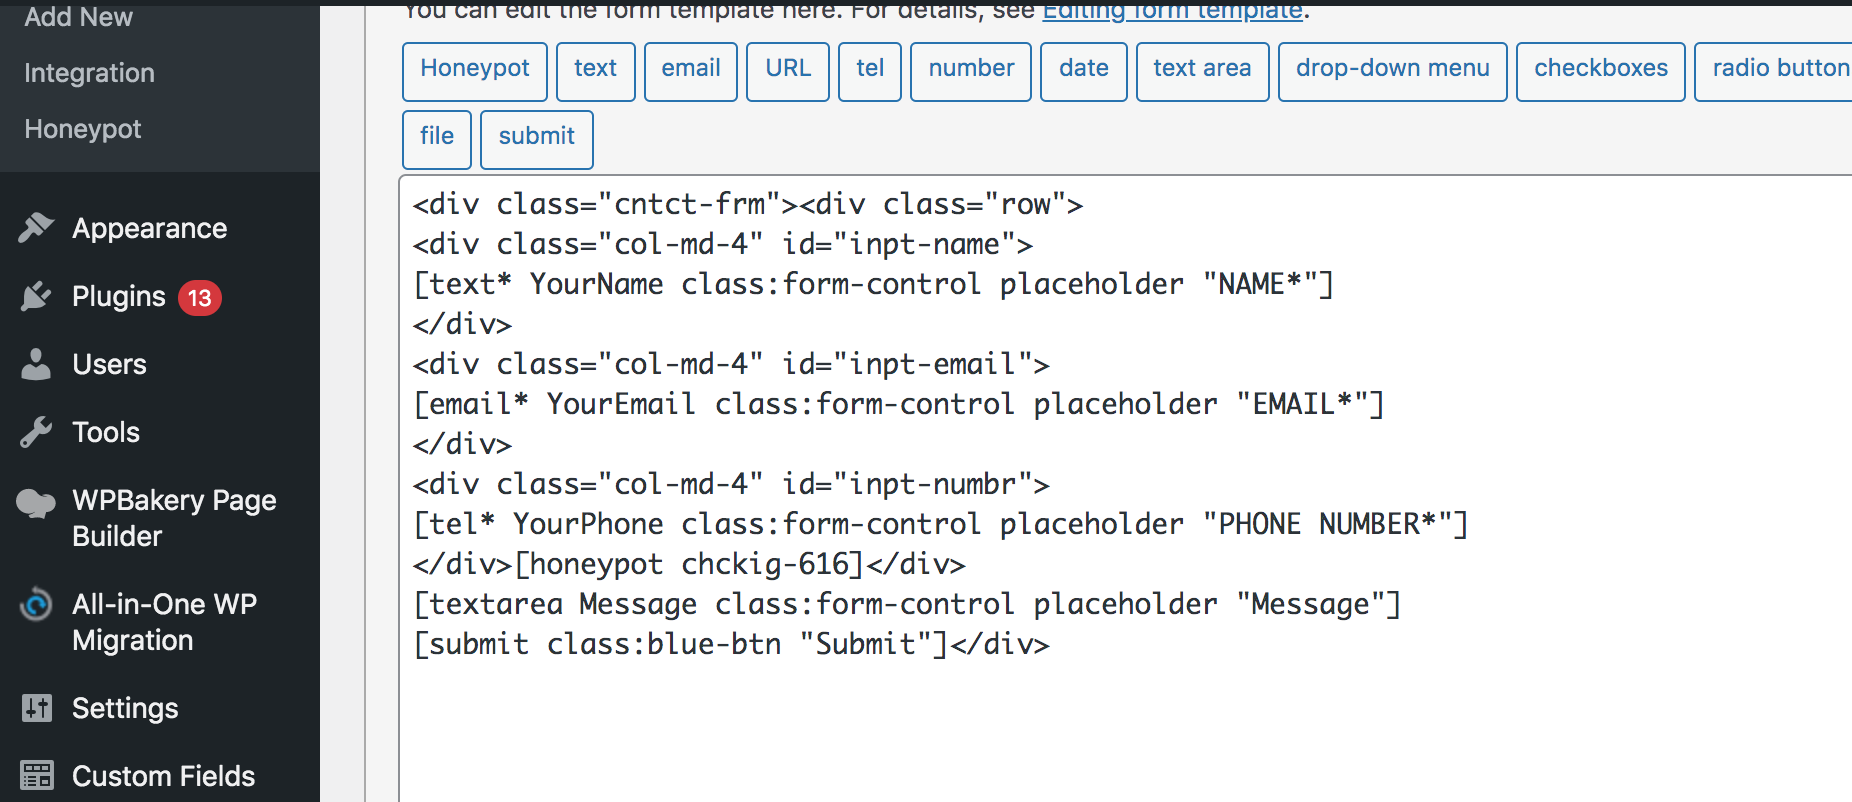 Add New
Integration
Honeypot
Appearance
Plugins 13
Users
Tools
WPBakery Page
Builder
All-in-One WP
Migration
Settings
Custom Fields
You can edit the form template here. For details, see Editing form template.
Honeypot text email URL tel number date text area drop-down menu checkboxes radio button
file submit
<div class="cntct-frm"><div class="row">
<div class="col-md-4" id="inpt-name">
[text* YourName class:form-control placeholder "NAME*"]
</div>
<div class="col-md-4" id="inpt-email">
[email* YourEmail class:form-control placeholder "EMAIL*"]
</div>
<div class="col-md-4" id="inpt-numbr">
[tel* YourPhone class:form-control placeholder "PHONE NUMBER*"]
</div>[honeypot chckig-616]</div>
[textarea Message class:form-control placeholder "Message"]
[submit class:blue-btn "Submit"]</div>